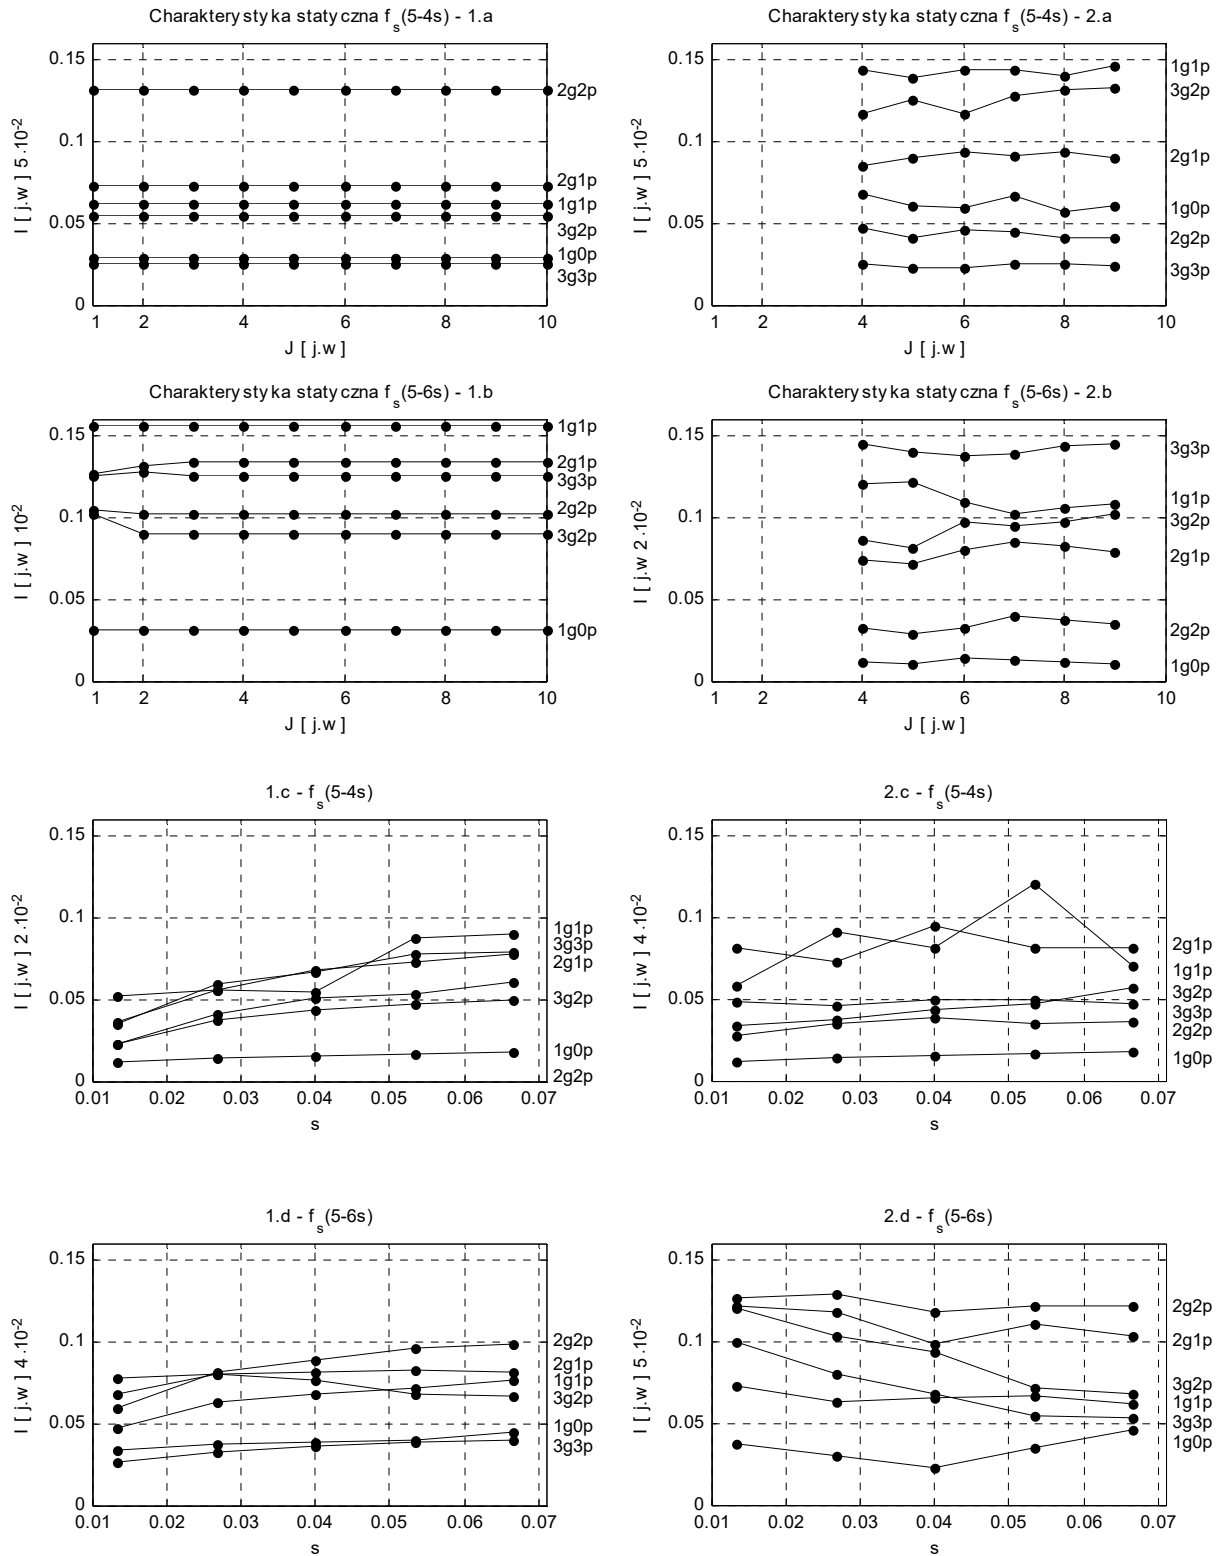 Charakterystyka statyczna f_s(5-4s) - 1.a
0.15
0.1
0.05
0
I [ j.w ] 5 .10^-2
2g2p
2g1p
1g1p
3g2p
1g0p
3g3p
1 2 4 6 8 10
J [ j.w ]
Charakterystyka statyczna f_s(5-4s) - 2.a
0.15
0.1
0.05
0
I [ j.w ] 5 .10^-2
1g1p
3g2p
2g1p
1g0p
2g2p
3g3p
1 2 4 6 8 10
J [ j.w ]
Charakterystyka statyczna f_s(5-6s) - 1.b
0.15
0.1
0.05
0
I [ j.w ] 10^-2
1g1p
2g1p
3g3p
2g2p
3g2p
1g0p
1 2 4 6 8 10
J [ j.w ]
Charakterystyka statyczna f_s(5-6s) - 2.b
0.15
0.1
0.05
0
I [ j.w 2 .10^-2
3g3p
1g1p
3g2p
2g1p
2g2p
1g0p
1 2 4 6 8 10
J [ j.w ]
1.c - f_s(5-4s)
0.15
0.1
0.05
0
I [ j.w ] 2 .10^-2
1g1p
3g3p
2g1p
3g2p
1g0p
2g2p
0.01 0.02 0.03 0.04 0.05 0.06 0.07
s
2.c - f_s(5-4s)
0.15
0.1
0.05
0
I [ j.w ] 4 .10^-2
2g1p
1g1p
3g2p
3g3p
2g2p
1g0p
0.01 0.02 0.03 0.04 0.05 0.06 0.07
s
1.d - f_s(5-6s)
0.15
0.1
0.05
0
I [ j.w ] 4 .10^-2
2g2p
2g1p
1g1p
3g2p
1g0p
3g3p
0.01 0.02 0.03 0.04 0.05 0.06 0.07
s
2.d - f_s(5-6s)
0.15
0.1
0.05
0
I [ j.w ] 5 .10^-2
2g2p
2g1p
3g2p
1g1p
3g3p
1g0p
0.01 0.02 0.03 0.04 0.05 0.06 0.07
s